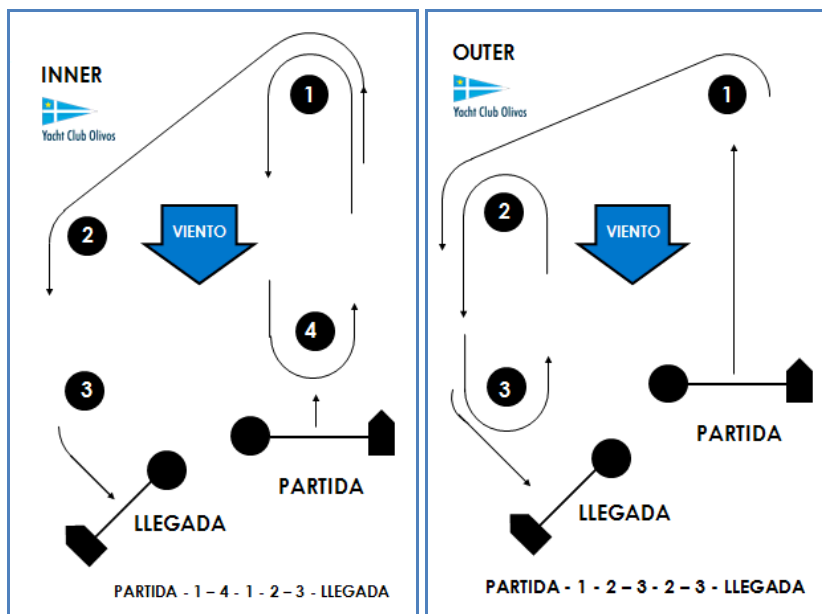 INNER
Yacht Club Olivos
1
2
VIENTO
4
3
PARTIDA
LLEGADA
PARTIDA - 1 – 4 - 1 - 2 – 3 - LLEGADA
OUTER
Yacht Club Olivos
1
2
VIENTO
3
PARTIDA
LLEGADA
PARTIDA - 1 - 2 – 3 - 2 – 3 - LLEGADA